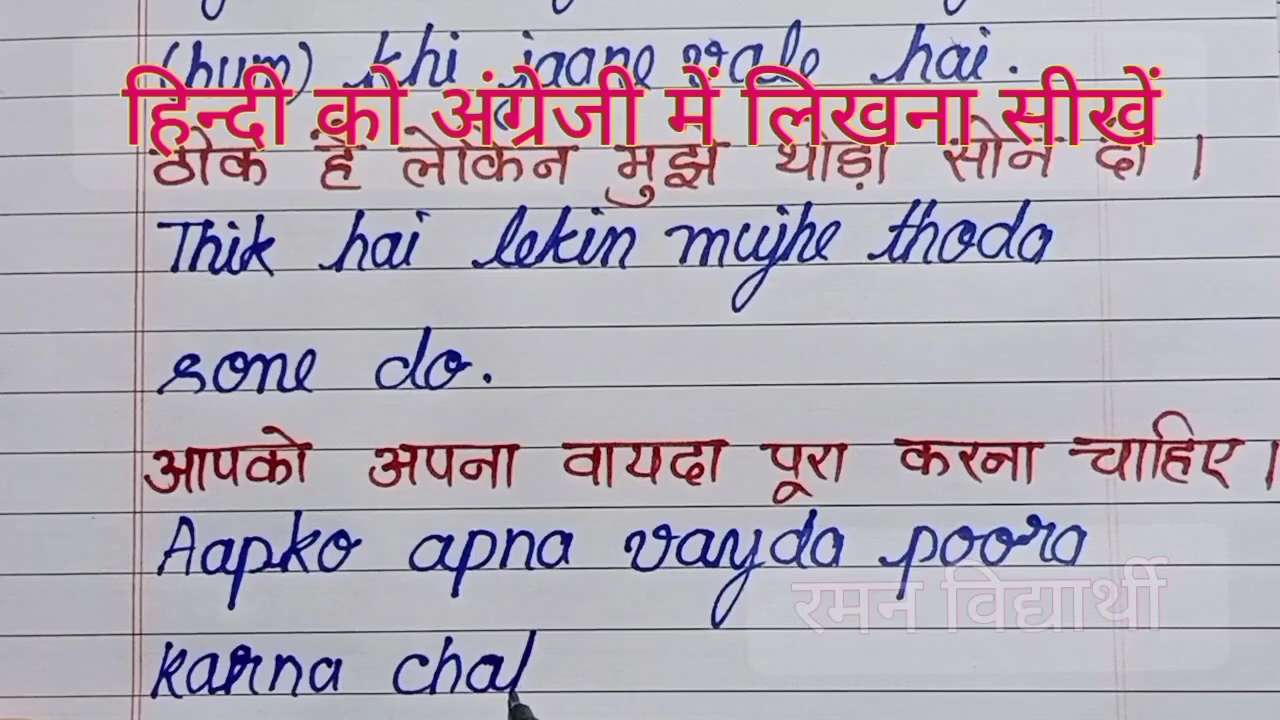 (hum) khi jaane wale hai.
हिन्दी को अंग्रेजी में लिखना सीखें
ठीक है लेकिन मुझे थोड़ा सोने दो ।
Thik hai lekin mujhe thoda
sone do.
आपको अपना वायदा पूरा करना चाहिए ।
Aapko apna vayda poora
रमन विद्यार्थी
karna cha